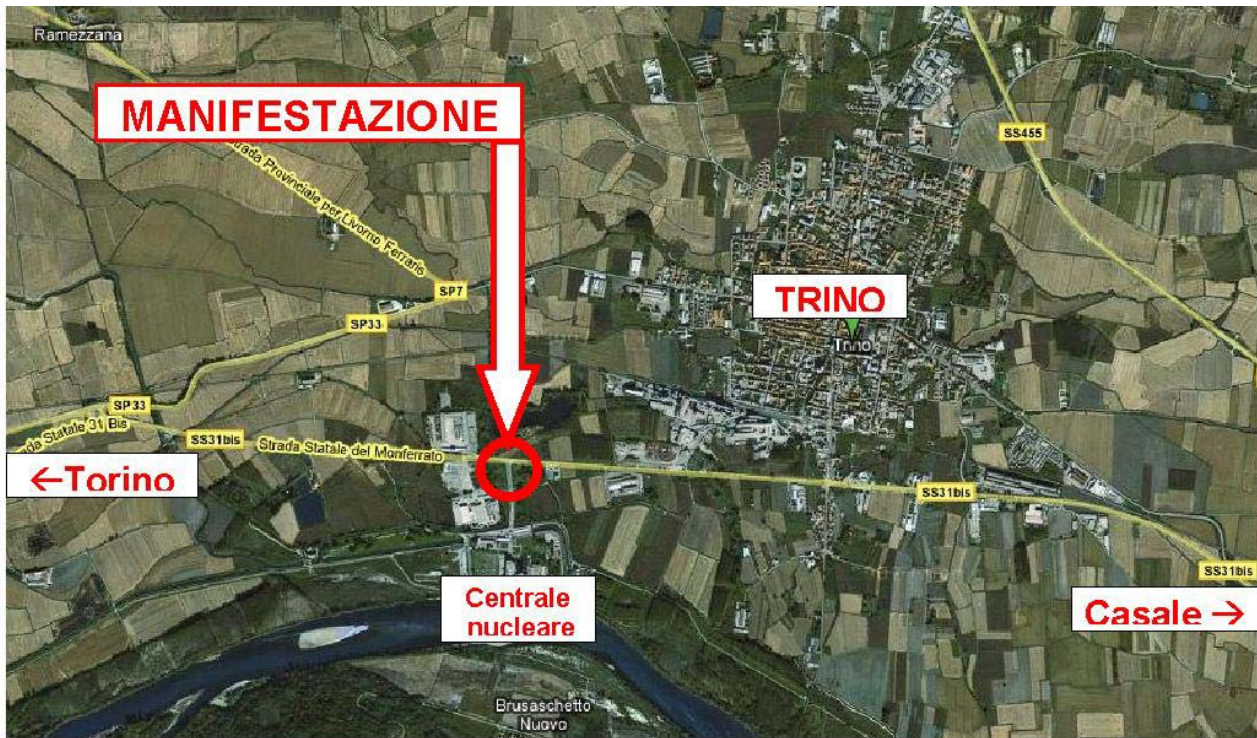 Ramezzana
MANIFESTAZIONE
SS455
Strada Provinciale per Livorno Ferraris
SP7
TRINO
Trino
SP33
SP33
Strada Statale 31 Bis
SS31bis
Strada Statale del Monferrato
←Torino
SS31bis
SS31bis
Centrale
nucleare
Casale →
Brusaschetto
Nuovo